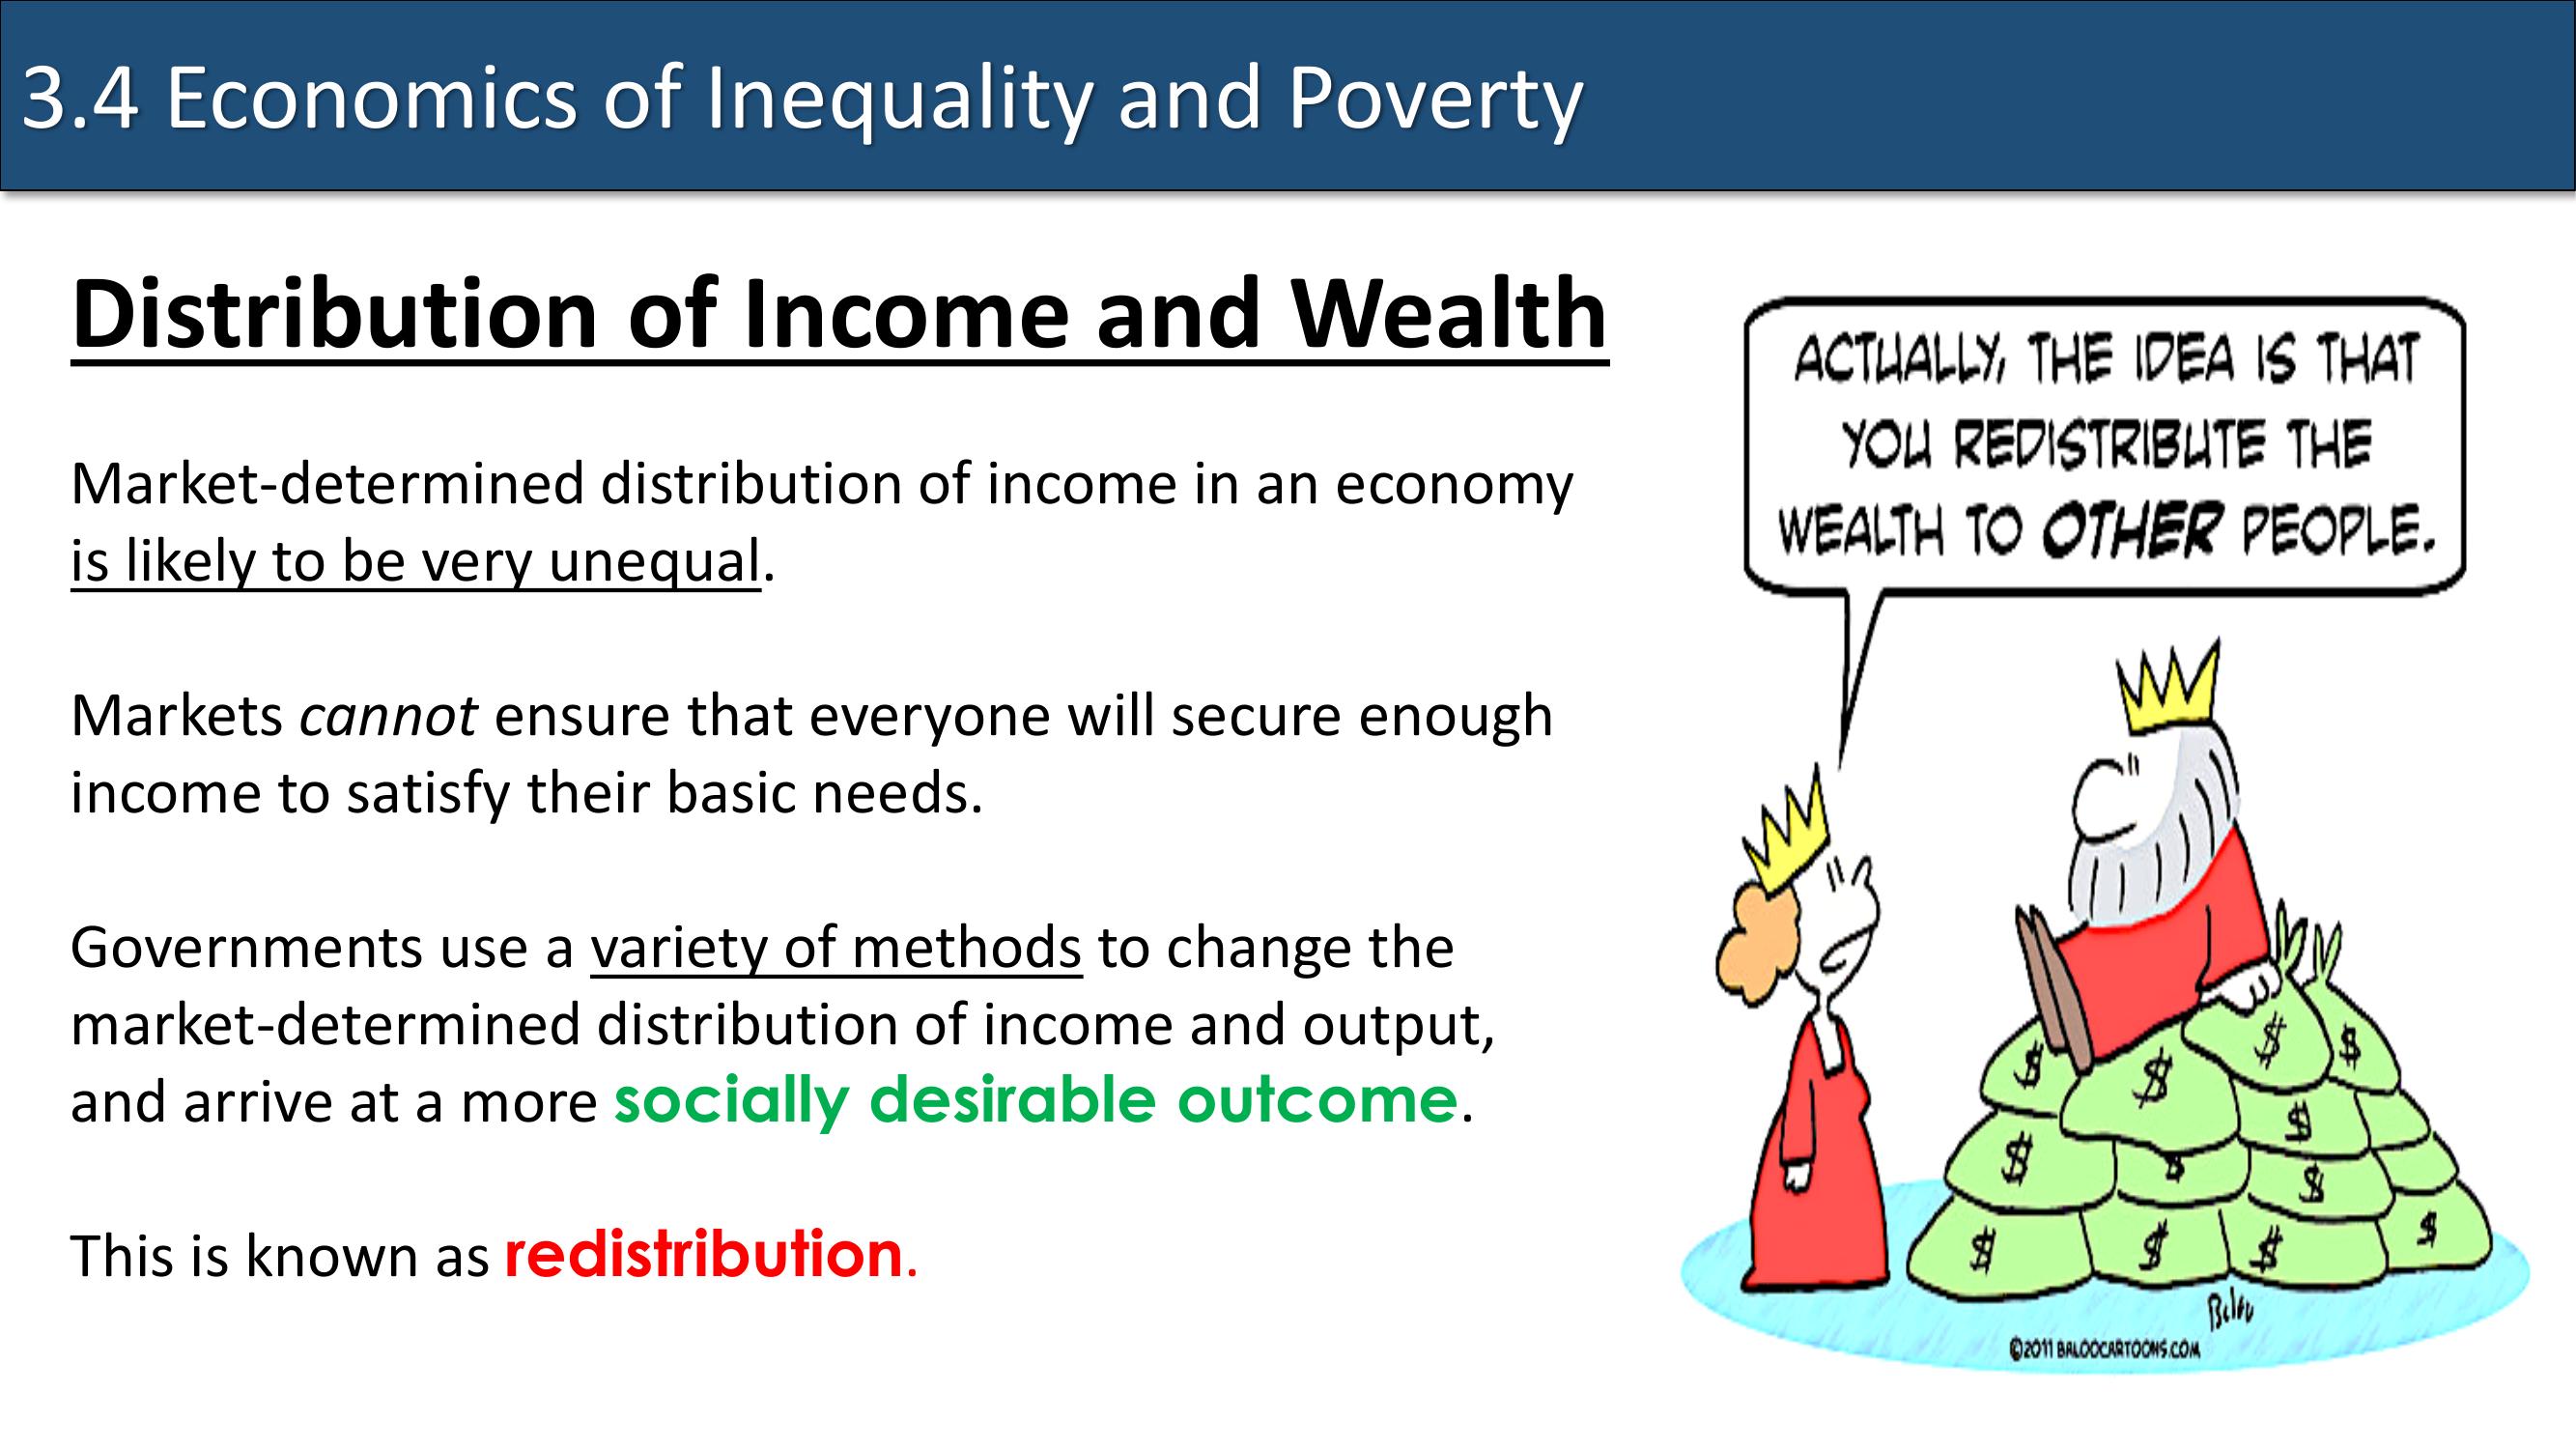 3.4 Economics of Inequality and Poverty
Distribution of Income and Wealth
Market-determined distribution of income in an economy
is likely to be very unequal.
Markets cannot ensure that everyone will secure enough
income to satisfy their basic needs.
Governments use a variety of methods to change the
market-determined distribution of income and output,
and arrive at a more socially desirable outcome.
This is known as redistribution.
ACTUALLY, THE IDEA IS THAT
YOU REDISTRIBUTE THE
WEALTH TO OTHER PEOPLE.
$ $ $ $
$ $
$ $ $
$ $ $ $
©2011 BALOOCARTOONS.COM